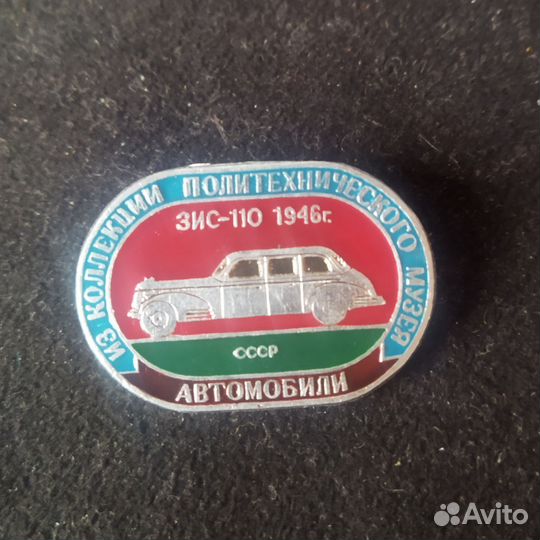 ИЗ КОЛЛЕКЦИИ ПОЛИТЕХНИЧЕСКОГО МУЗЕЯ
ЗИС-110 1946г.
СССР
АВТОМОБИЛИ
Avito